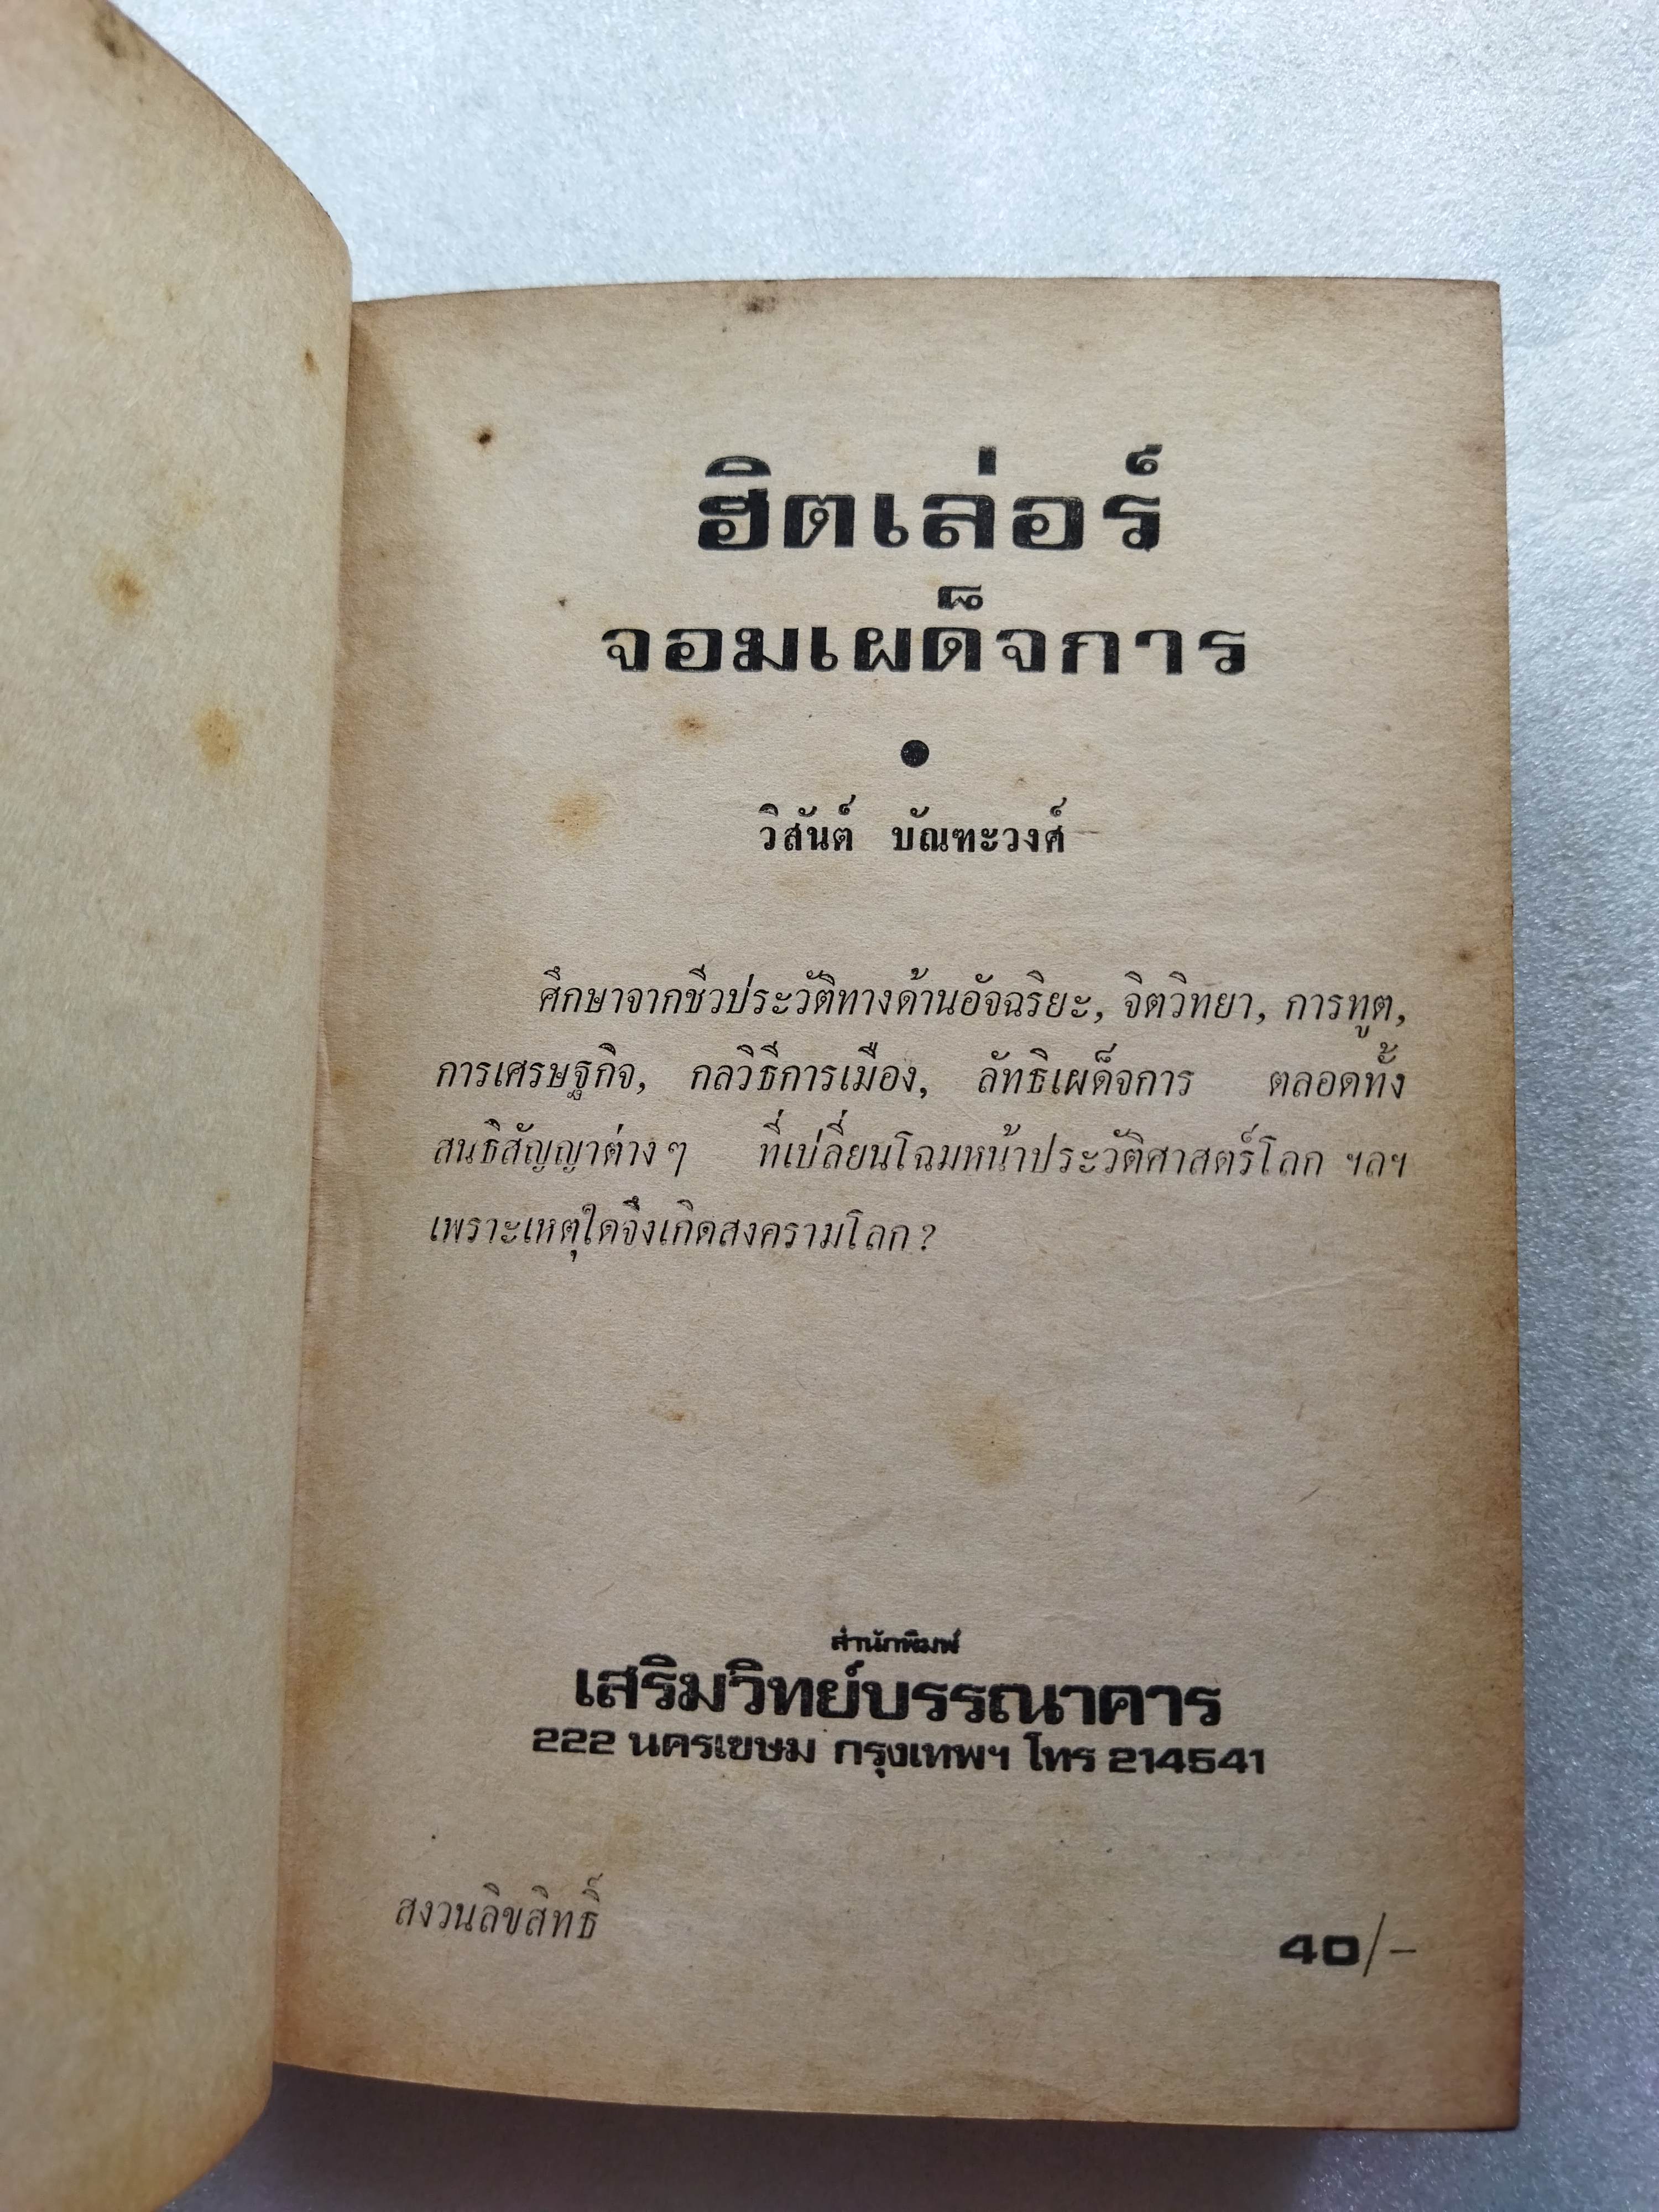 ฮิตเล่อร์
จอมเผด็จการ
●
วิสันต์ บัณฑะวงศ์
ศึกษาจากชีวประวัติทางด้านอัจฉริยะ, จิตวิทยา, การทูต,
การเศรษฐกิจ, กลวิธีการเมือง, ลัทธิเผด็จการ ตลอดทั้ง
สนธิสัญญาต่างๆ ที่เปลี่ยนโฉมหน้าประวัติศาสตร์โลก ฯลฯ
เพราะเหตุใดจึงเกิดสงครามโลก?
สำนักพิมพ์
เสริมวิทย์บรรณาคาร
222 นครเขษม กรุงเทพฯ โทร 214541
สงวนลิขสิทธิ์
40/-